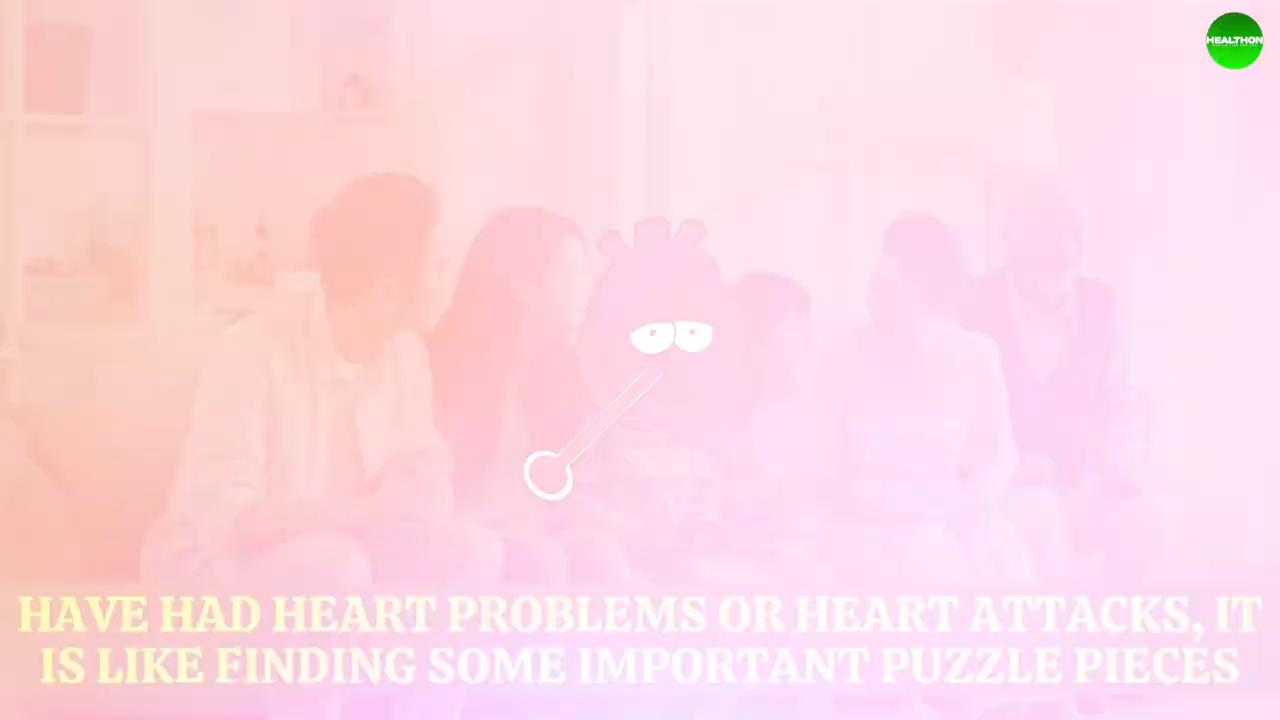 HEALTHON
HAVE HAD HEART PROBLEMS OR HEART ATTACKS, IT
IS LIKE FINDING SOME IMPORTANT PUZZLE PIECES